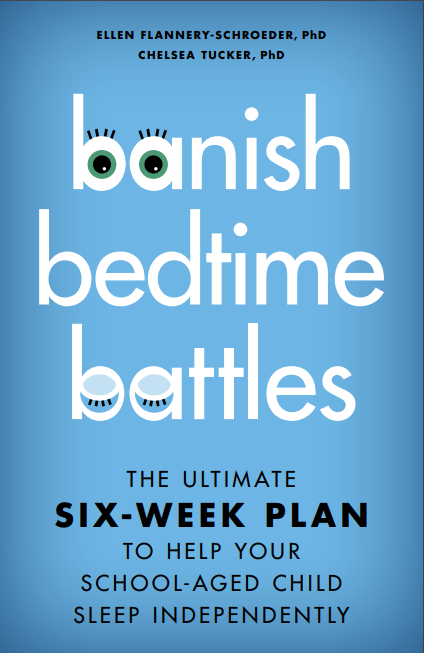 ELLEN FLANNERY-SCHROEDER, PhD
CHELSEA TUCKER, PhD
banish
bedtime
battles
THE ULTIMATE
SIX-WEEK PLAN
TO HELP YOUR
SCHOOL-AGED CHILD
SLEEP INDEPENDENTLY